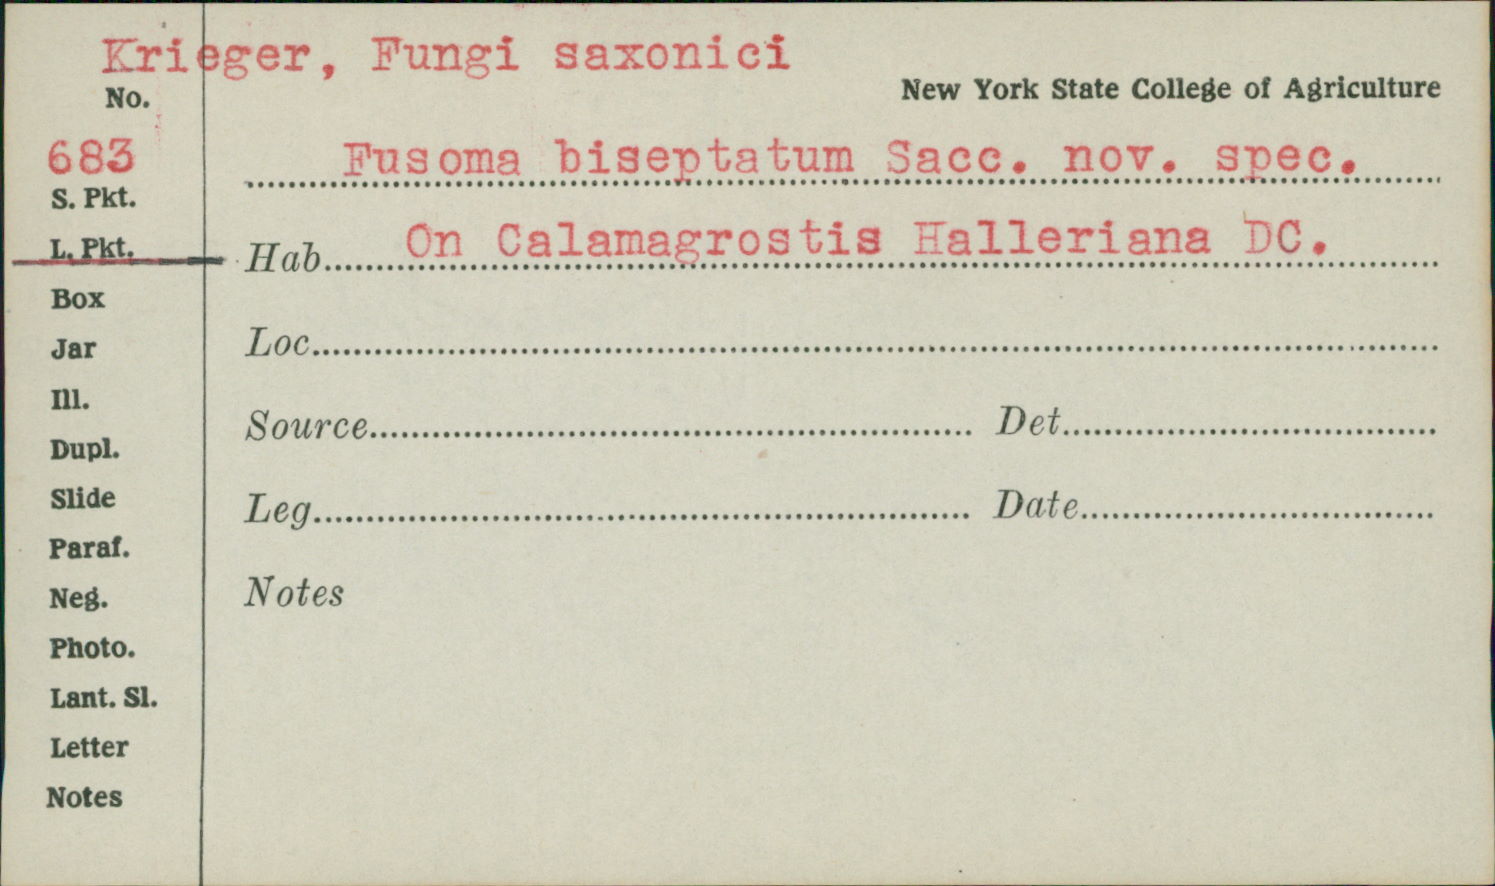 Krieger, Fungi saxonici
No.
New York State College of Agriculture
683
Fusoma biseptatum Sacc. nov. spec.
S. Pkt.
L. Pkt.
Hab. On Calamagrostis Halleriana DC.
Box
Jar
Loc.
Ill.
Source
Det.
Dupl.
Slide
Leg.
Date
Paraf.
Neg.
Notes
Photo.
Lant. Sl.
Letter
Notes